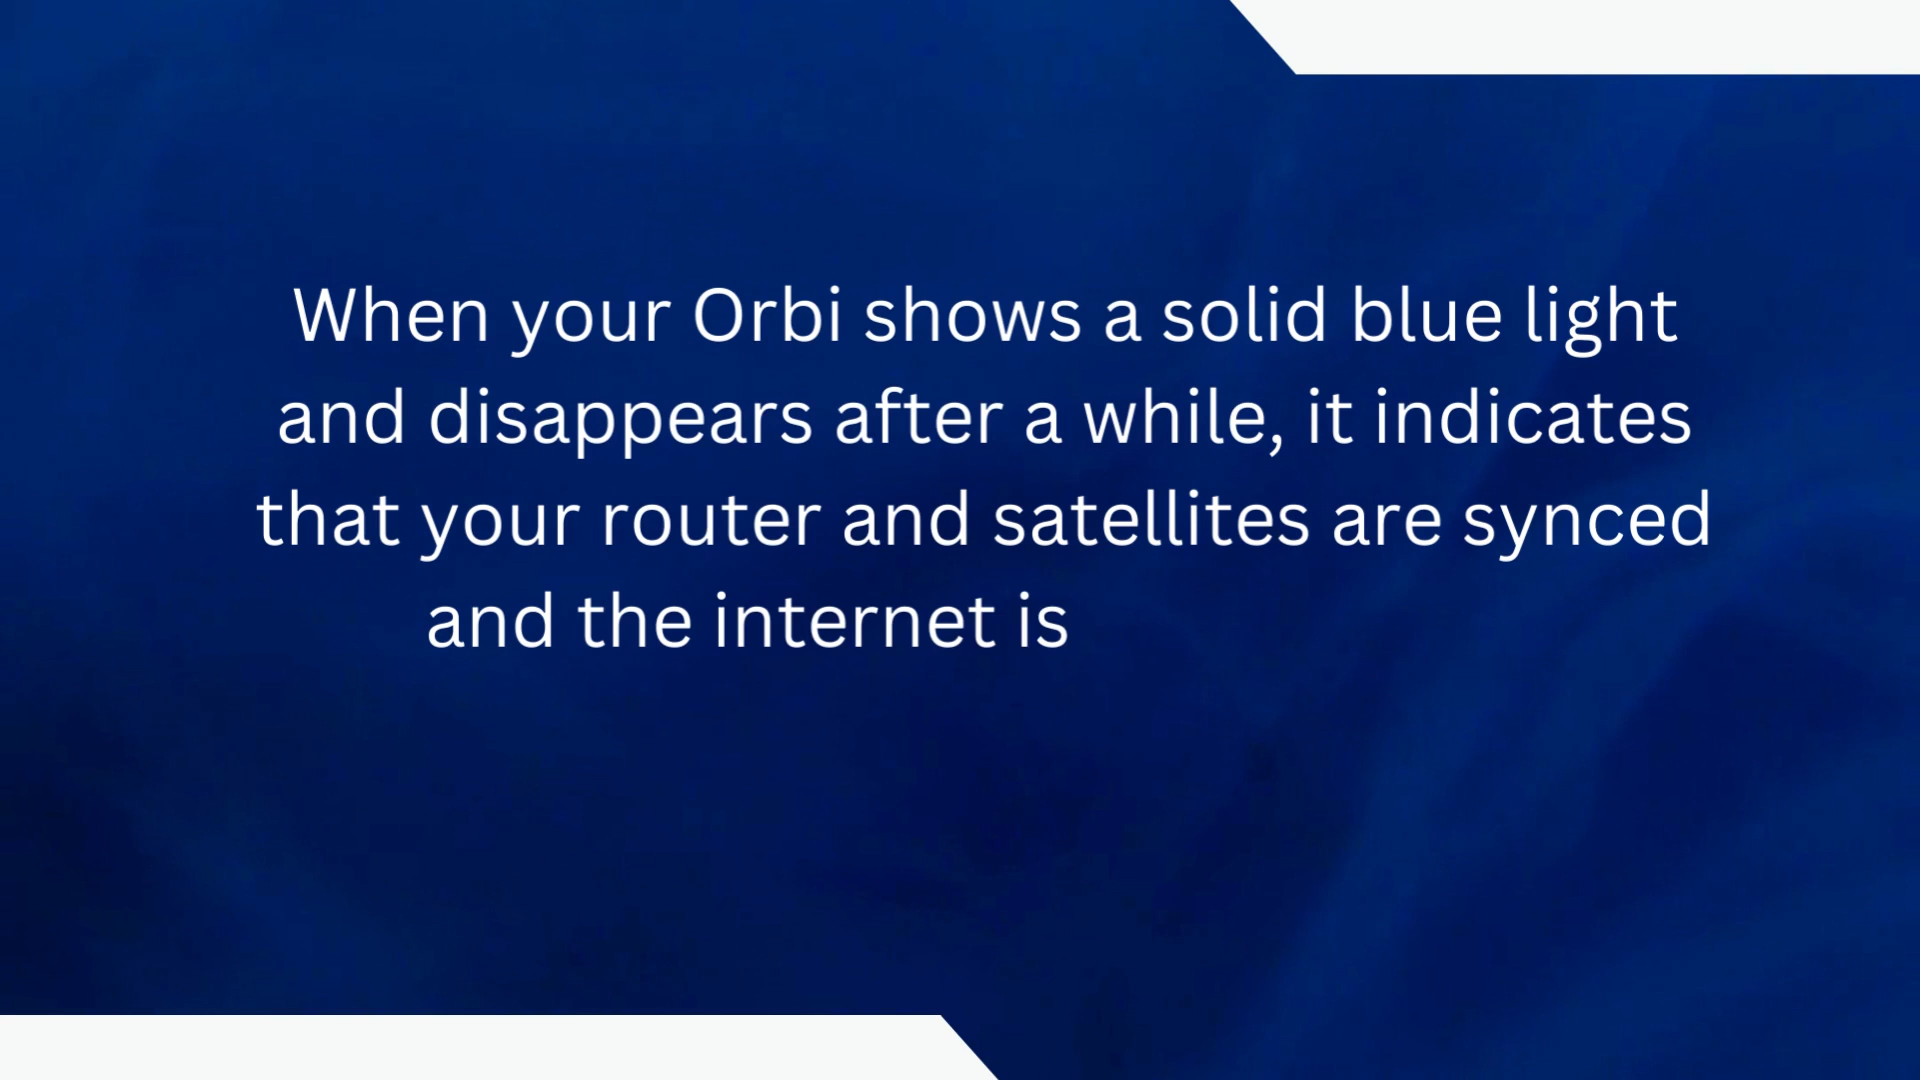 When your Orbi shows a solid blue light
and disappears after a while, it indicates
that your router and satellites are synced
and the internet is